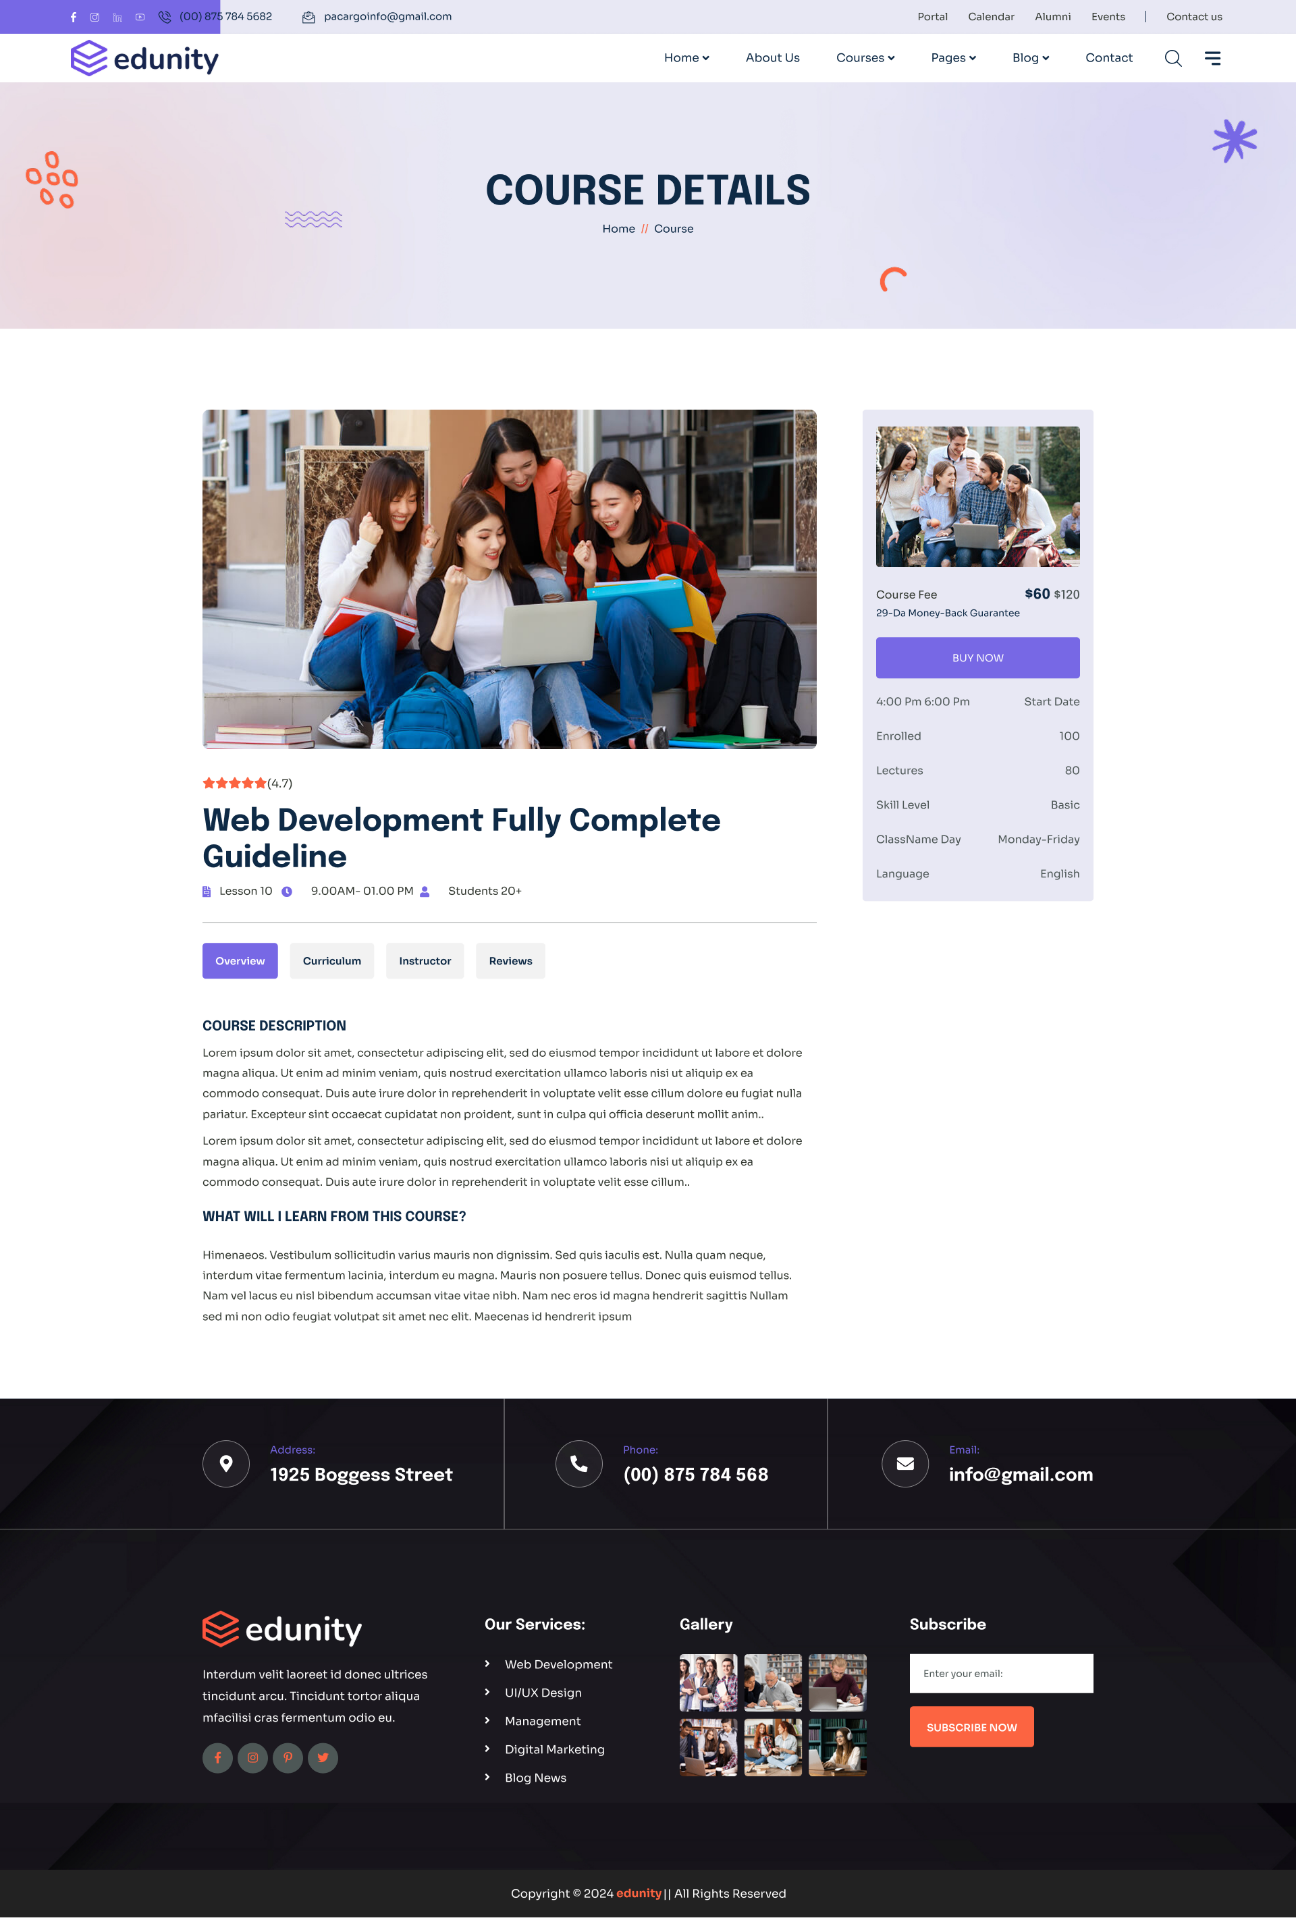 (00) 875 784 5682 pacargoinfo@gmail.com Portal Calendar Alumni Events | Contact us
edunity Home About Us Courses Pages Blog Contact
COURSE DETAILS
Home // Course
Course Fee $60 $120
29-Da Money-Back Guarantee
BUY NOW
4:00 Pm 6:00 Pm Start Date
Enrolled 100
Lectures 80
Skill Level Basic
ClassName Day Monday-Friday
Language English
(4.7)
Web Development Fully Complete
Guideline
Lesson 10 9.00AM- 01.00 PM Students 20+
Overview Curriculum Instructor Reviews
COURSE DESCRIPTION
Lorem ipsum dolor sit amet, consectetur adipiscing elit, sed do eiusmod tempor incididunt ut labore et dolore
magna aliqua. Ut enim ad minim veniam, quis nostrud exercitation ullamco laboris nisi ut aliquip ex ea
commodo consequat. Duis aute irure dolor in reprehenderit in voluptate velit esse cillum dolore eu fugiat nulla
pariatur. Excepteur sint occaecat cupidatat non proident, sunt in culpa qui officia deserunt mollit anim..
Lorem ipsum dolor sit amet, consectetur adipiscing elit, sed do eiusmod tempor incididunt ut labore et dolore
magna aliqua. Ut enim ad minim veniam, quis nostrud exercitation ullamco laboris nisi ut aliquip ex ea
commodo consequat. Duis aute irure dolor in reprehenderit in voluptate velit esse cillum..
WHAT WILL I LEARN FROM THIS COURSE?
Himenaeos. Vestibulum sollicitudin varius mauris non dignissim. Sed quis iaculis est. Nulla quam neque,
interdum vitae fermentum lacinia, interdum eu magna. Mauris non posuere tellus. Donec quis euismod tellus.
Nam vel lacus eu nisl bibendum accumsan vitae vitae nibh. Nam nec eros id magna hendrerit sagittis Nullam
sed mi non odio feugiat volutpat sit amet nec elit. Maecenas id hendrerit ipsum
Address:
1925 Boggess Street
Phone:
(00) 875 784 568
Email:
info@gmail.com
edunity
Interdum velit laoreet id donec ultrices
tincidunt arcu. Tincidunt tortor aliqua
mfacilisi cras fermentum odio eu.
Our Services:
Web Development
UI/UX Design
Management
Digital Marketing
Blog News
Gallery
Subscribe
Enter your email:
SUBSCRIBE NOW
Copyright © 2024 edunity || All Rights Reserved